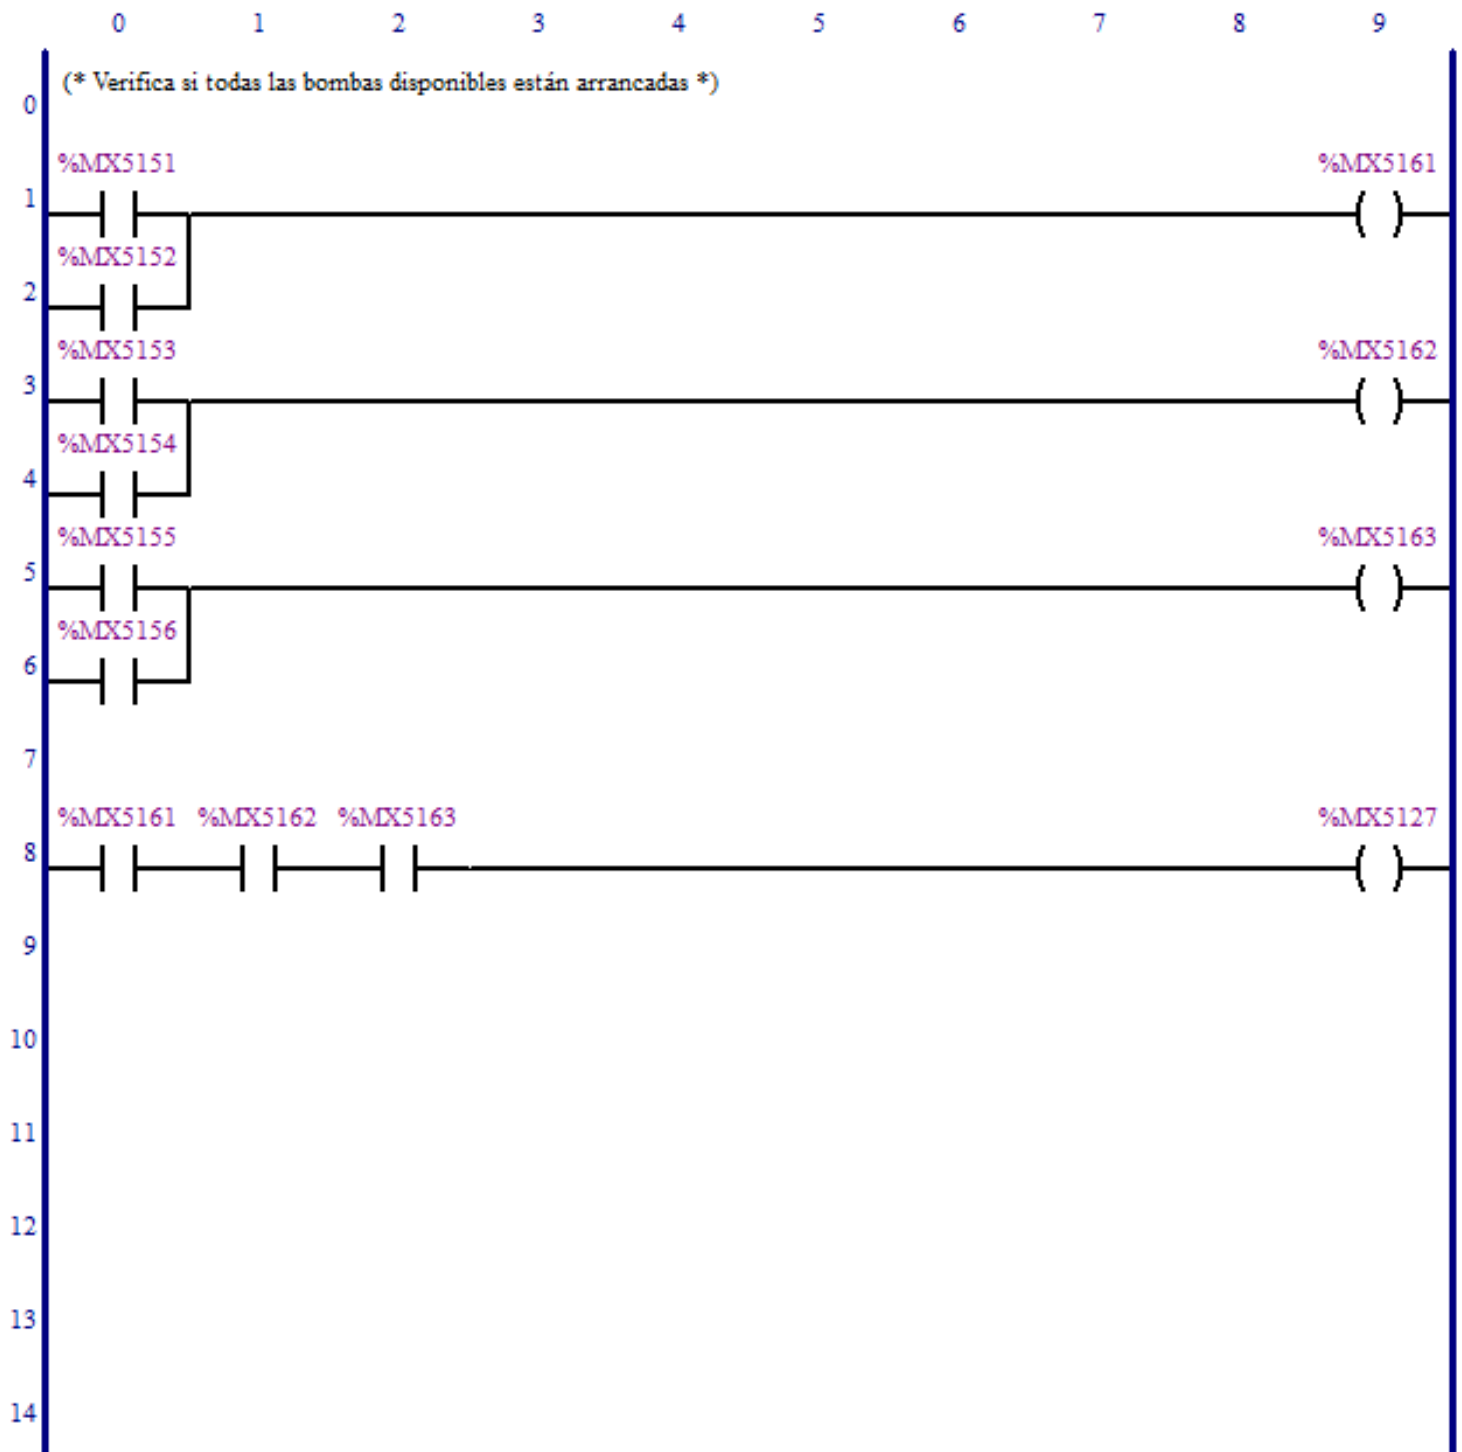 0 1 2 3 4 5 6 7 8 9
(* Verifica si todas las bombas disponibles están arrancadas *)
0
%MX5151 %MX5161
1
%MX5152
2
%MX5153 %MX5162
3
%MX5154
4
%MX5155 %MX5163
5
%MX5156
6
7
%MX5161 %MX5162 %MX5163 %MX5127
8
9
10
11
12
13
14